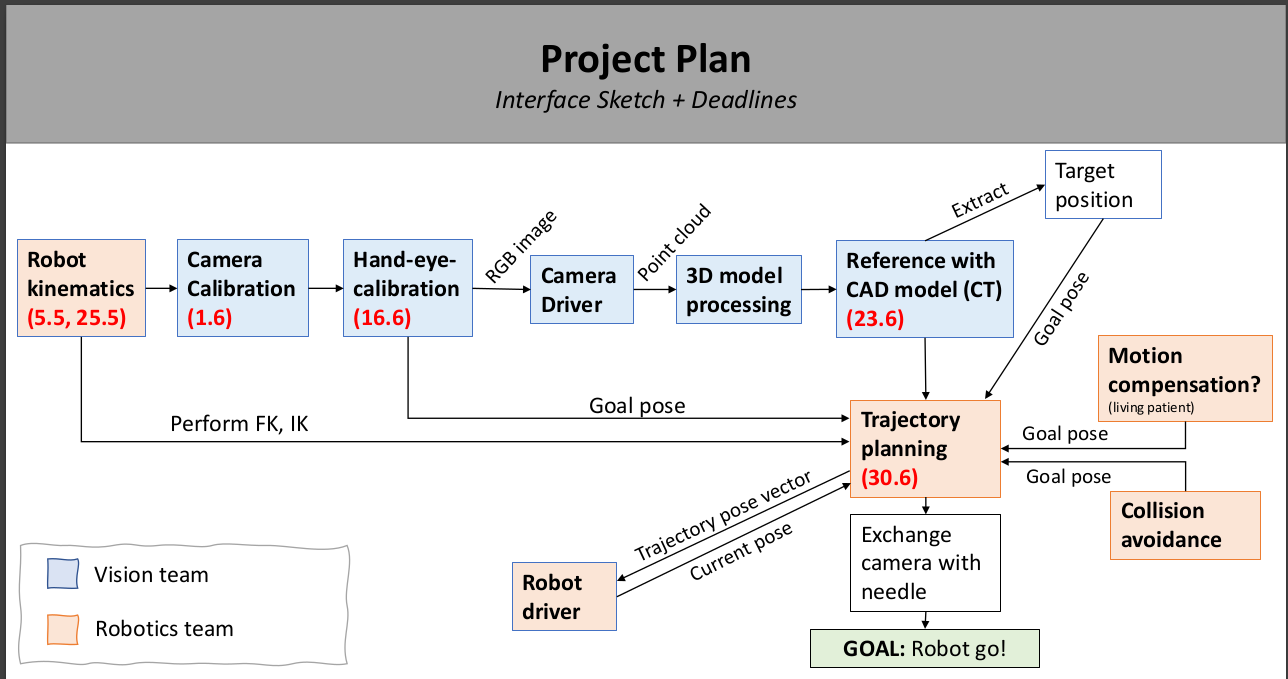 Project Plan
Interface Sketch + Deadlines
Target
position
Extract
RGB image
Point cloud
Robot
kinematics
(5.5, 25.5)
Camera
Calibration
(1.6)
Hand-eye-
calibration
(16.6)
Camera
Driver
3D model
processing
Reference with
CAD model (CT)
(23.6)
Goal pose
Motion
compensation?
(living patient)
Goal pose
Perform FK, IK
Trajectory
planning
(30.6)
Goal pose
Goal pose
Collision
avoidance
Trajectory pose vector
Current pose
Robot
driver
Exchange
camera with
needle
GOAL: Robot go!
Vision team
Robotics team